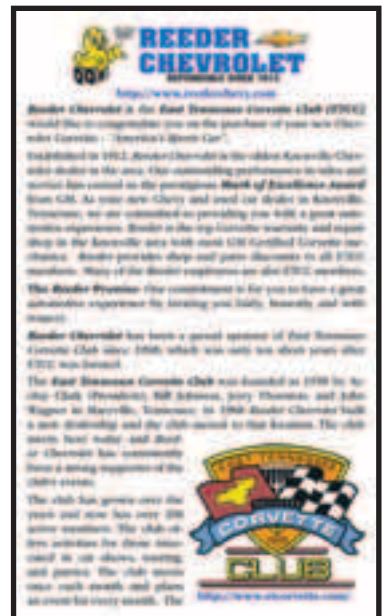 REEDER
CHEVROLET
DEPENDABLE SINCE 1912
http://www.reederchevy.com
Reeder Chevrolet & the East Tennessee Corvette Club (ETCC)
would like to congratulate you on the purchase of your new Chev-
rolet Corvette - "America's Sports Car".
Established in 1912, Reeder Chevrolet is the oldest Knoxville Chev-
rolet dealer in the area. Our outstanding performance in sales and
service has earned us the prestigious Mark of Excellence Award
from GM. As your new Chevy and used car dealer in Knoxville,
Tennessee, we are committed to providing you with a great auto-
motive experience. Reeder is the top Corvette warranty and repair
shop in the Knoxville area with most GM Certified Corvette me-
chanics. Reeder provides shop and parts discounts to all ETCC
members. Many of the Reeder employees are also ETCC members.
The Reeder Promise: Our commitment is for you to have a great
automotive experience by treating you fairly, honestly and with
respect.
Reeder Chevrolet has been a proud sponsor of East Tennessee
Corvette Club since 1968, which was only ten short years after
ETCC was formed.
The East Tennessee Corvette Club was founded in 1958 by
Clark (President), Bill Johnson, Jerry Thornton, and John
Wagner in Maryville, Tennessee. In 1968 Reeder Chevrolet built
a new dealership and the club moved to that location. The club
meets here today and Reed-
er Chevrolet has consistently
been a strong supporter of the
club's events.
The club has grown over the
years and now has over
active members. The club of-
fers activities for those inter-
ested in car shows, touring
and parties. The club meets
once each month and plans
an event for every month. The
EAST TENNESSEE
CORVETTE
CLUB
http://www.etcorvette.com/